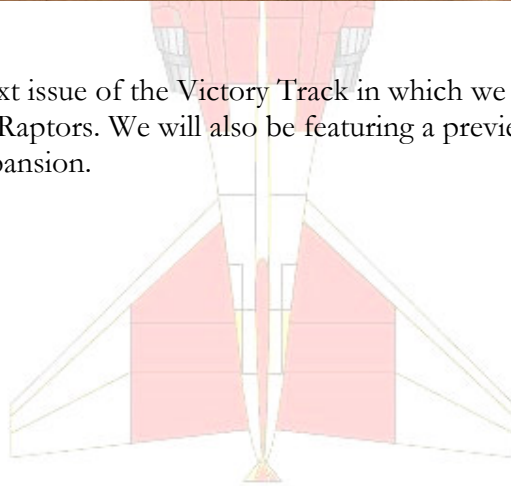 xt issue of the Victory Track in which we
Raptors. We will also be featuring a previe
pansion.